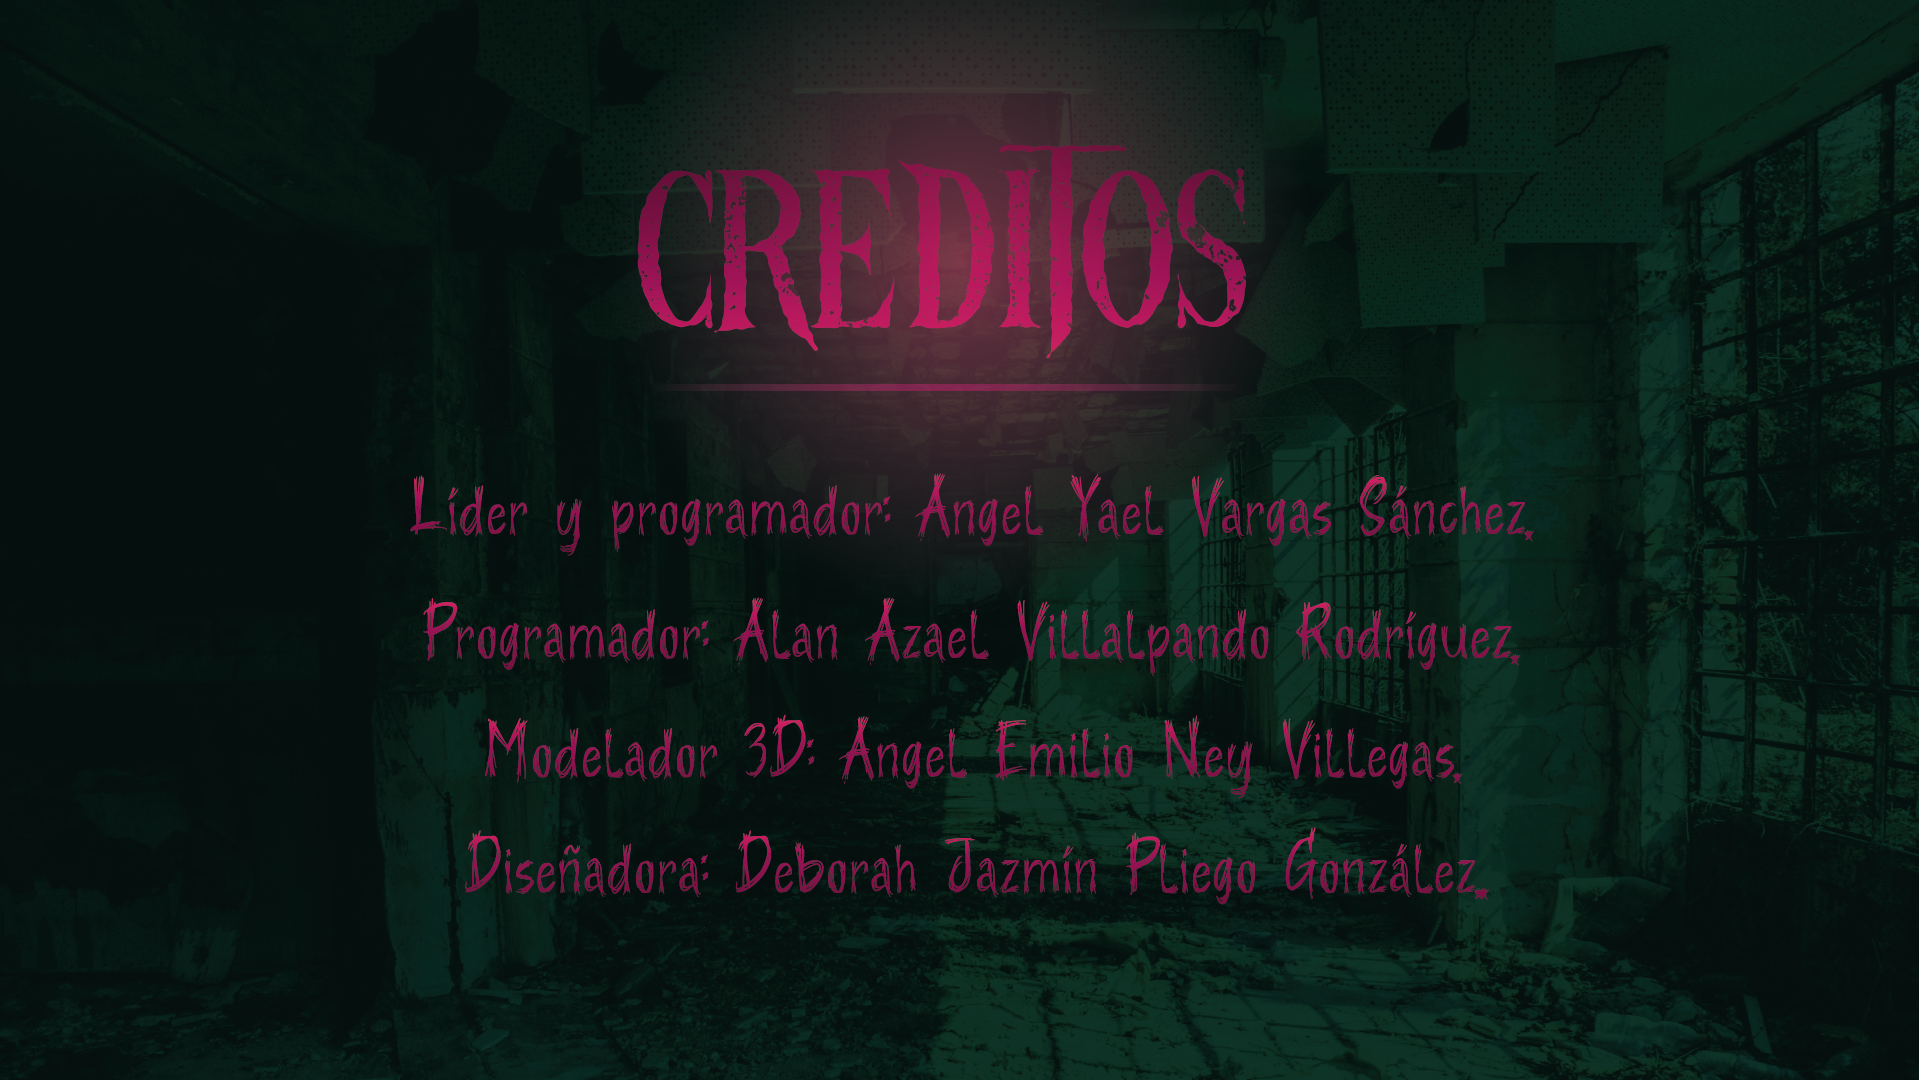 CREDITOS
Líder y programador: Angel Yael Vargas Sánchez.
Programador: Alan Azael Villalpando Rodríguez.
Modelador 3D: Angel Emilio Ney Villegas.
Diseñadora: Deborah Jazmín Pliego González.